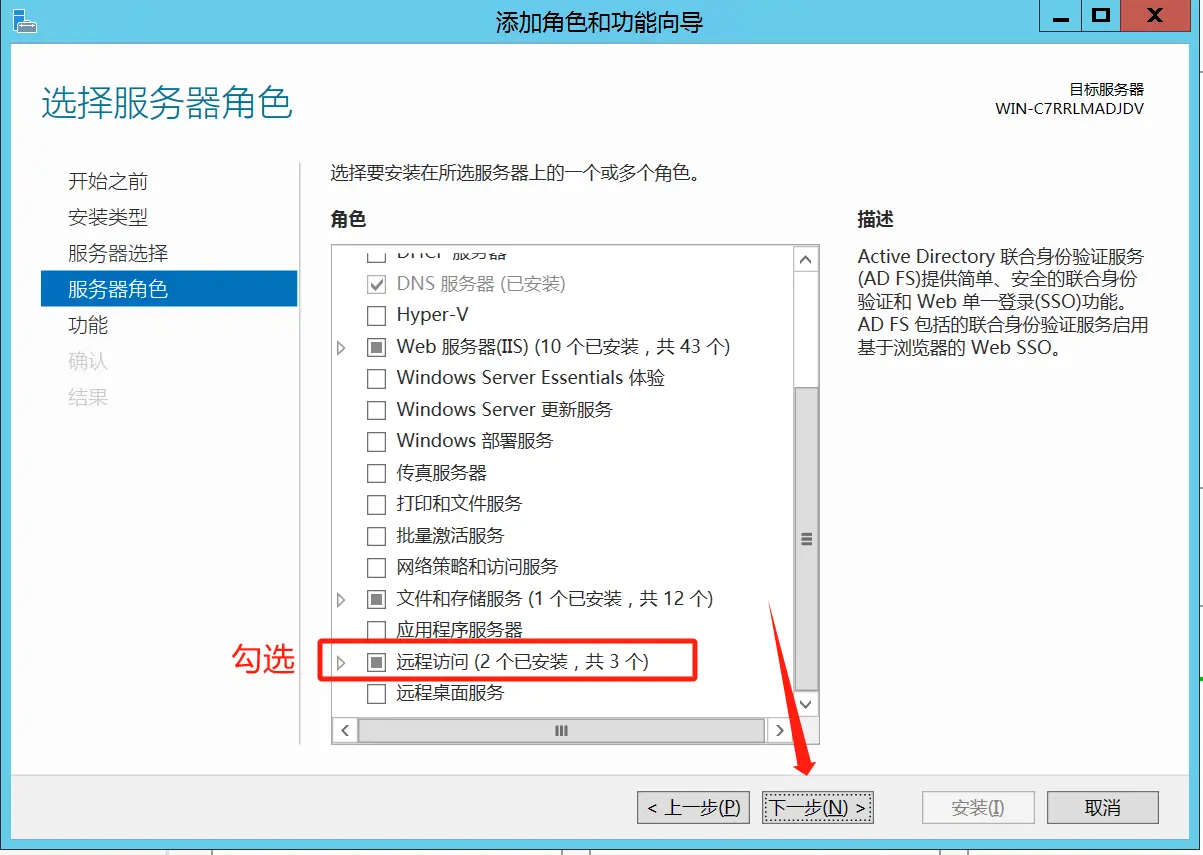 添加角色和功能向导
选择服务器角色
目标服务器
WIN-C7RRLMADJDV
开始之前
安装类型
服务器选择
服务器角色
功能
确认
结果
选择要安装在所选服务器上的一个或多个角色。
角色
DHCP 服务器
DNS 服务器 (已安装)
Hyper-V
Web 服务器(IIS) (10 个已安装，共 43 个)
Windows Server Essentials 体验
Windows Server 更新服务
Windows 部署服务
传真服务器
打印和文件服务
批量激活服务
网络策略和访问服务
文件和存储服务 (1 个已安装，共 12 个)
应用程序服务器
勾选
远程访问 (2 个已安装，共 3 个)
远程桌面服务
描述
Active Directory 联合身份验证服务
(AD FS)提供简单、安全的联合身份
验证和 Web 单一登录(SSO)功能。
AD FS 包括的联合身份验证服务启用
基于浏览器的 Web SSO。
< 上一步(P)
下一步(N) >
安装(I)
取消